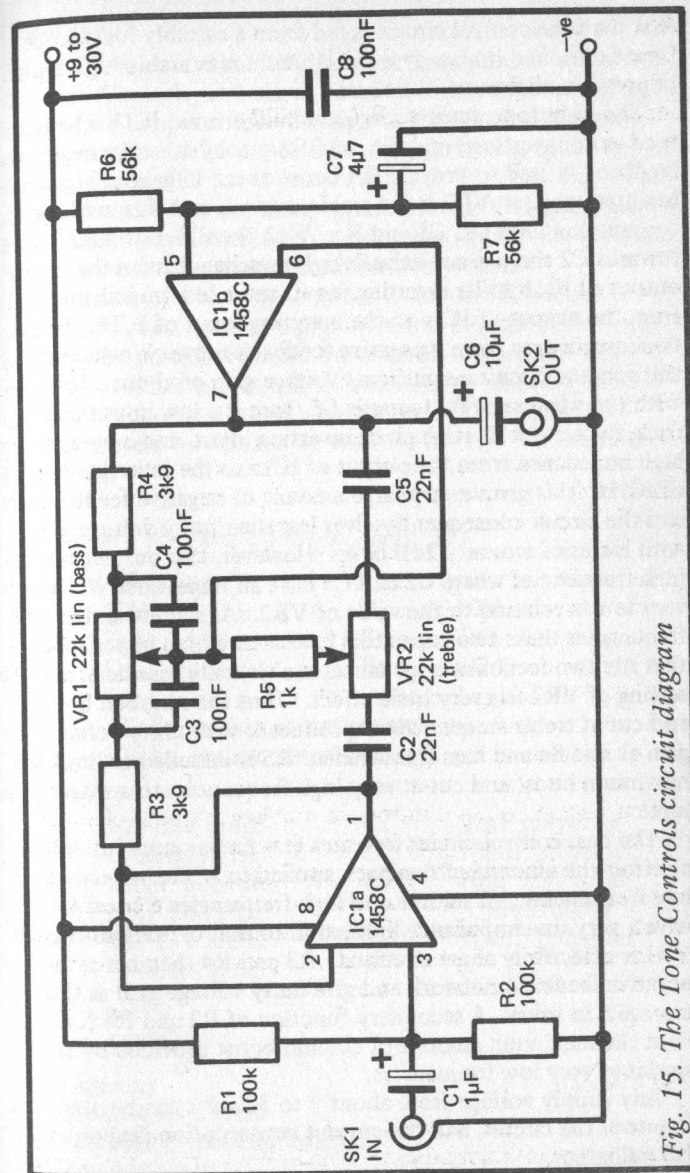 +9 to
30V
VR1 22k lin (bass)
R1
100k
R3
3k9
C3
100nF
C4
100nF
R4
3k9
R6
56k
2
8
IC1a
1458C
1
3
4
R5
1k
7
IC1b
1458C
5
6
C8
100nF
SK1
IN
C1
1µF
R2
100k
C2
22nF
VR2
22k lin
(treble)
C5
22nF
C6
10µF
SK2
OUT
R7
56k
C7
4µ7
+
+
+
−ve
Fig. 15. The Tone Controls circuit diagram